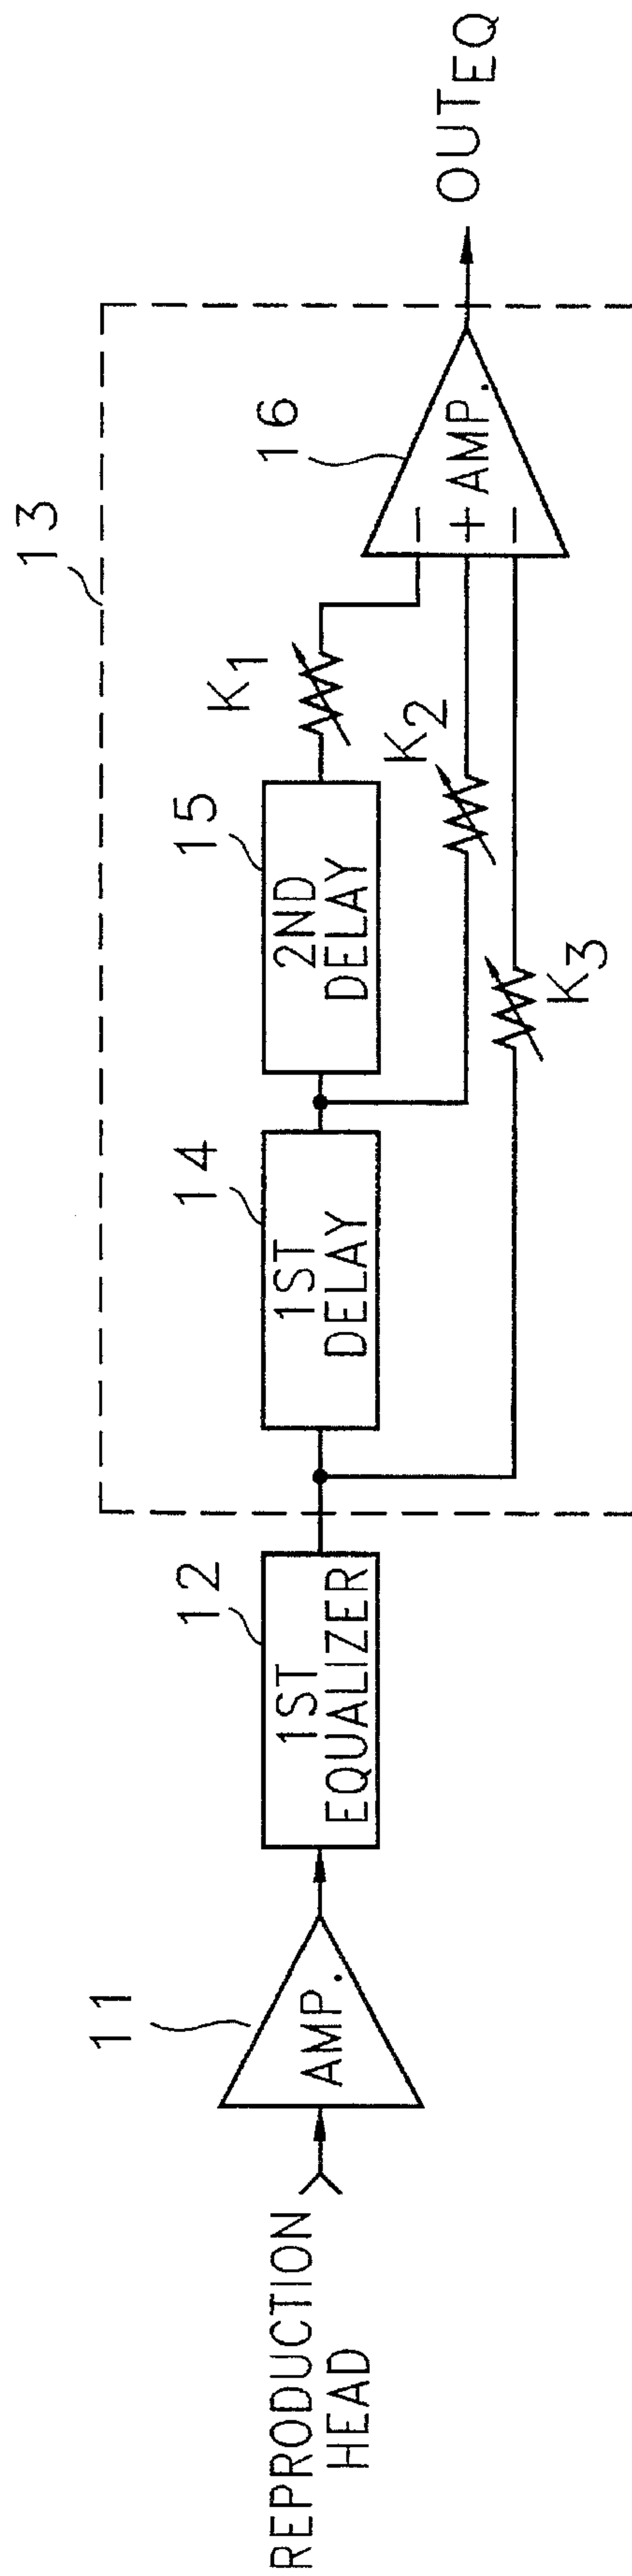 REPRODUCTION
HEAD
11
AMP.
12
1ST
EQUALIZER
13
14
1ST
DELAY
15
2ND
DELAY
K1
K2
K3
16
−
+ AMP.
−
OUTEQ